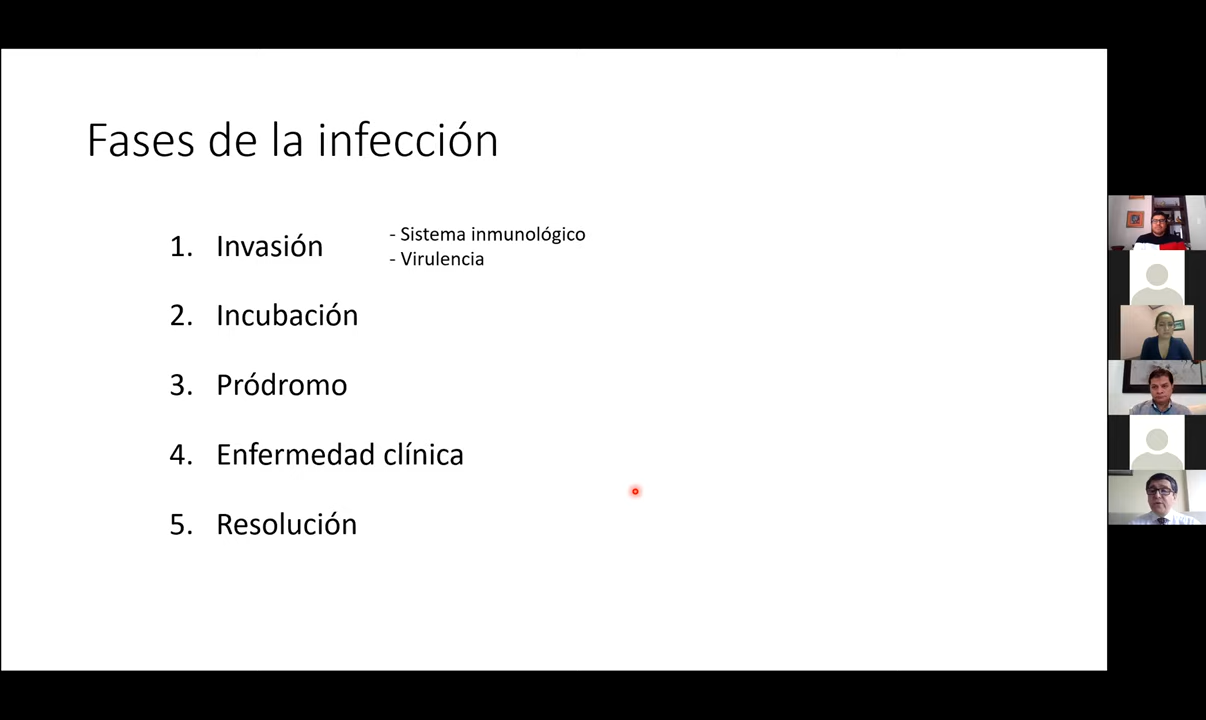 Fases de la infección
1. Invasión
- Sistema inmunológico
- Virulencia
2. Incubación
3. Pródromo
4. Enfermedad clínica
5. Resolución